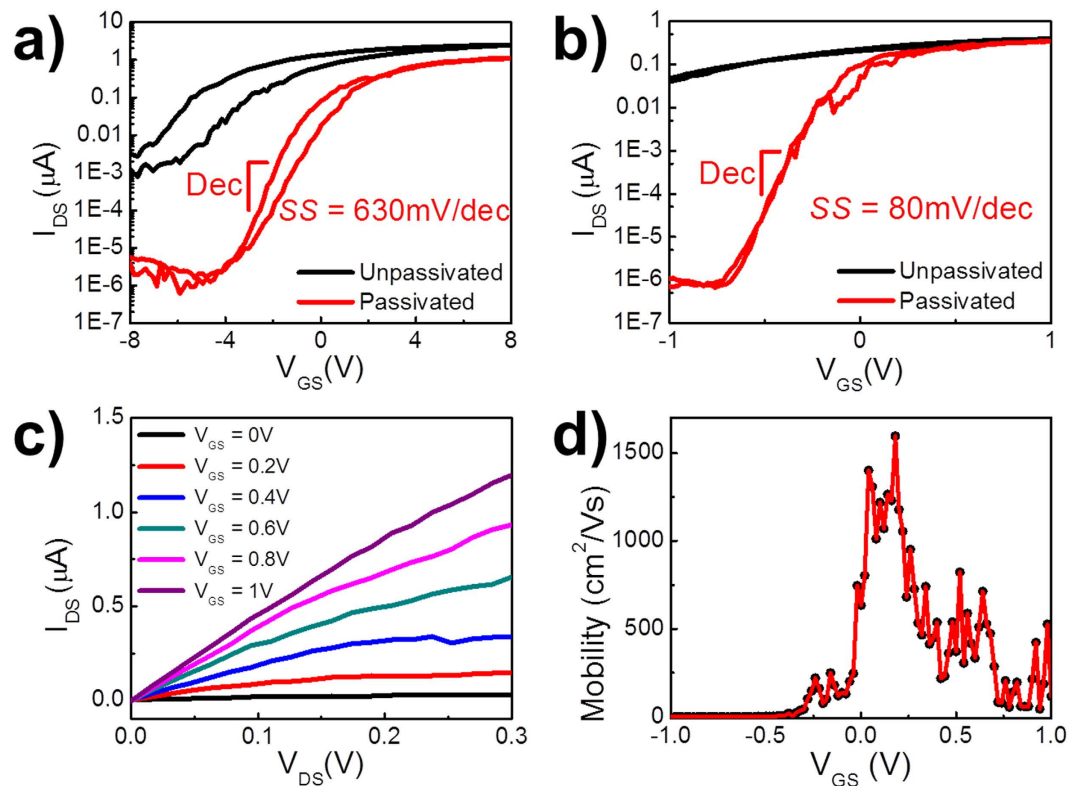 a)
10
1
0.1
0.01
1E-3
1E-4
1E-5
1E-6
1E-7
I_DS (μA)
Dec
SS = 630mV/dec
Unpassivated
Passivated
-8 -4 0 4 8
V_GS(V)
b)
1
0.1
0.01
1E-3
1E-4
1E-5
1E-6
1E-7
I_DS (μA)
Dec
SS = 80mV/dec
Unpassivated
Passivated
-1 0 1
V_GS(V)
c)
1.5
1.0
0.5
0.0
I_DS (μA)
V_GS = 0V
V_GS = 0.2V
V_GS = 0.4V
V_GS = 0.6V
V_GS = 0.8V
V_GS = 1V
0.0 0.1 0.2 0.3
V_DS(V)
d)
1500
1000
500
0
Mobility (cm²/Vs)
-1.0 -0.5 0.0 0.5 1.0
V_GS(V)